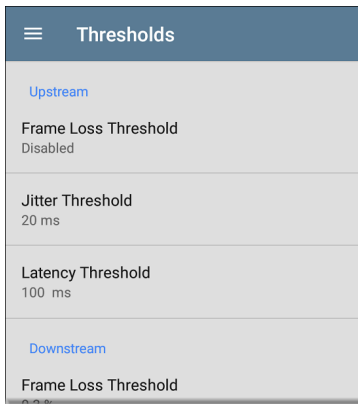 Thresholds
Upstream
Frame Loss Threshold
Disabled
Jitter Threshold
20 ms
Latency Threshold
100 ms
Downstream
Frame Loss Threshold